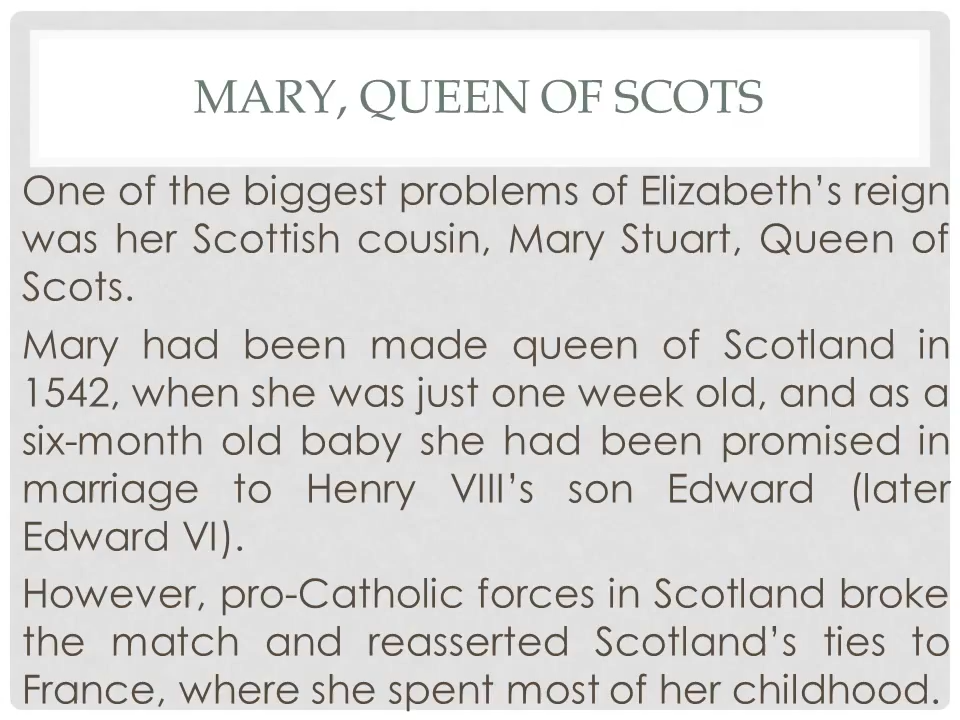 MARY, QUEEN OF SCOTS
One of the biggest problems of Elizabeth’s reign
was her Scottish cousin, Mary Stuart, Queen of
Scots.
Mary had been made queen of Scotland in
1542, when she was just one week old, and as a
six-month old baby she had been promised in
marriage to Henry VIII’s son Edward (later
Edward VI).
However, pro-Catholic forces in Scotland broke
the match and reasserted Scotland’s ties to
France, where she spent most of her childhood.